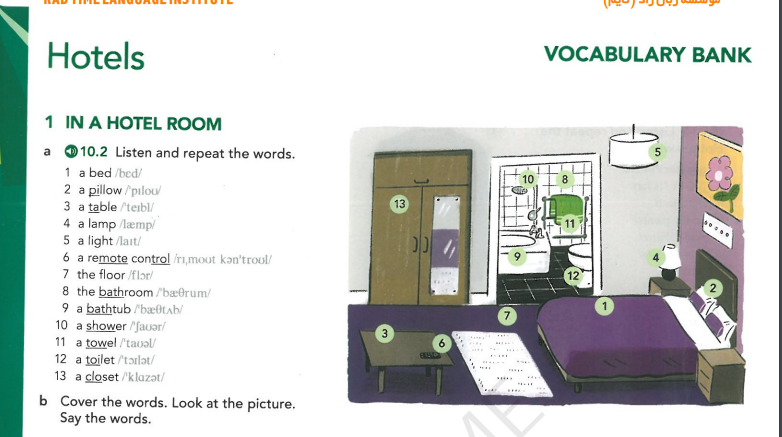 RAD TIME LANGUAGE INSTITUTE
موسسه زبان راد (تایم)
Hotels
VOCABULARY BANK
1 IN A HOTEL ROOM
a 10.2 Listen and repeat the words.
1 a bed /bɛd/
2 a pillow /ˈpɪloʊ/
3 a table /ˈteɪbl/
4 a lamp /læmp/
5 a light /laɪt/
6 a remote control /rɪˌmoʊt kənˈtroʊl/
7 the floor /flɔr/
8 the bathroom /ˈbæθrum/
9 a bathtub /ˈbæθtʌb/
10 a shower /ˈʃaʊər/
11 a towel /ˈtaʊəl/
12 a toilet /ˈtɔɪlət/
13 a closet /ˈklɑzət/
b Cover the words. Look at the picture.
Say the words.
5
10
8
13
11
9
4
12
2
1
7
3
6